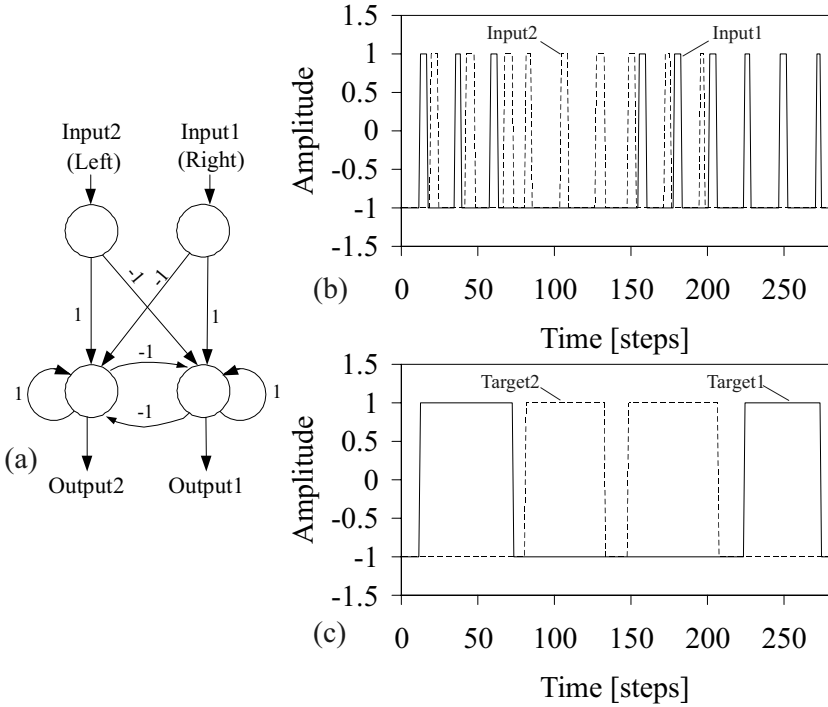 Input2
(Left)
Input1
(Right)
-1
-1
1
1
-1
1
-1
1
(a)
Output2
Output1
1.5
1
0.5
0
-0.5
-1
-1.5
Amplitude
Input2
Input1
(b)
0 50 100 150 200 250
Time [steps]
1.5
1
0.5
0
-0.5
-1
-1.5
Amplitude
Target2
Target1
(c)
0 50 100 150 200 250
Time [steps]